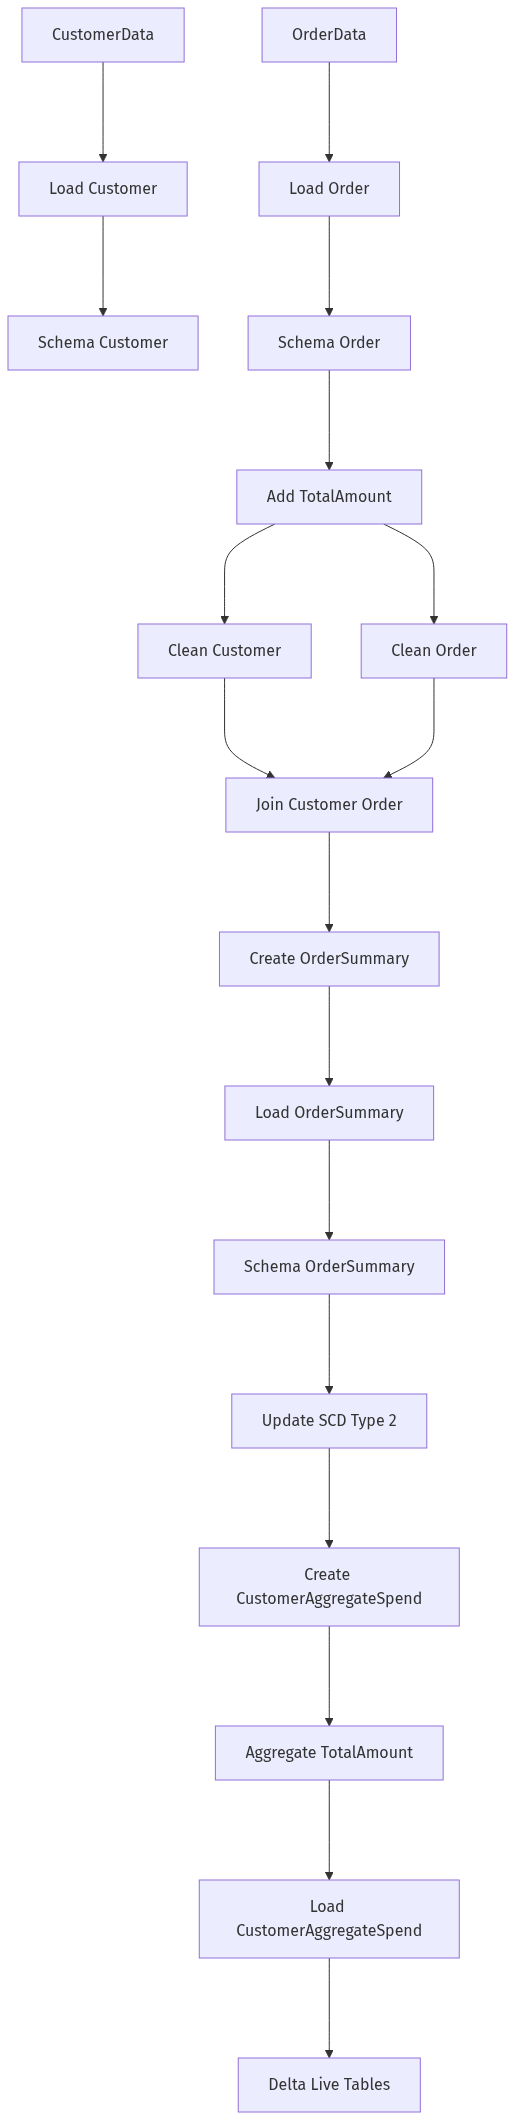 CustomerData
OrderData
Load Customer
Load Order
Schema Customer
Schema Order
Add TotalAmount
Clean Customer
Clean Order
Join Customer Order
Create OrderSummary
Load OrderSummary
Schema OrderSummary
Update SCD Type 2
Create
CustomerAggregateSpend
Aggregate TotalAmount
Load
CustomerAggregateSpend
Delta Live Tables